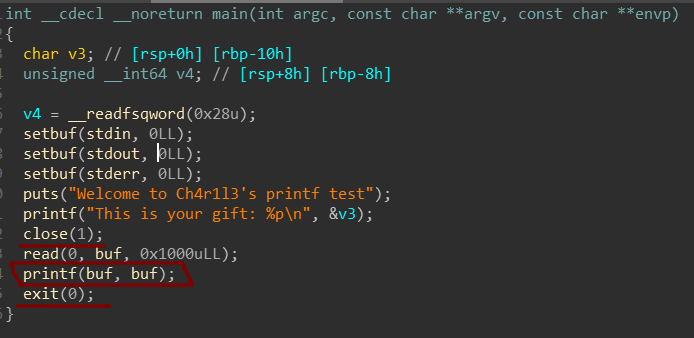 int __cdecl __noreturn main(int argc, const char **argv, const char **envp)
{
char v3; // [rsp+0h] [rbp-10h]
unsigned __int64 v4; // [rsp+8h] [rbp-8h]
v4 = __readfsqword(0x28u);
setbuf(stdin, 0LL);
setbuf(stdout, 0LL);
setbuf(stderr, 0LL);
puts("Welcome to Ch4r1l3's printf test");
printf("This is your gift: %p\n", &v3);
close(1);
read(0, buf, 0x1000uLL);
printf(buf, buf);
exit(0);
}